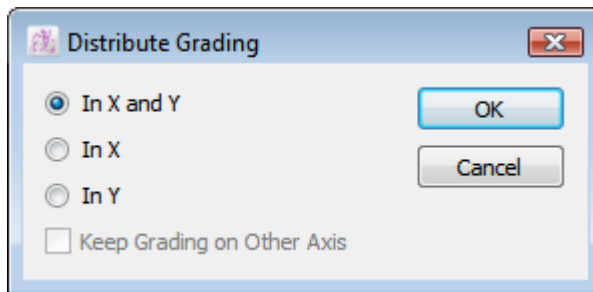 Distribute Grading
In X and Y
OK
In X
Cancel
In Y
Keep Grading on Other Axis